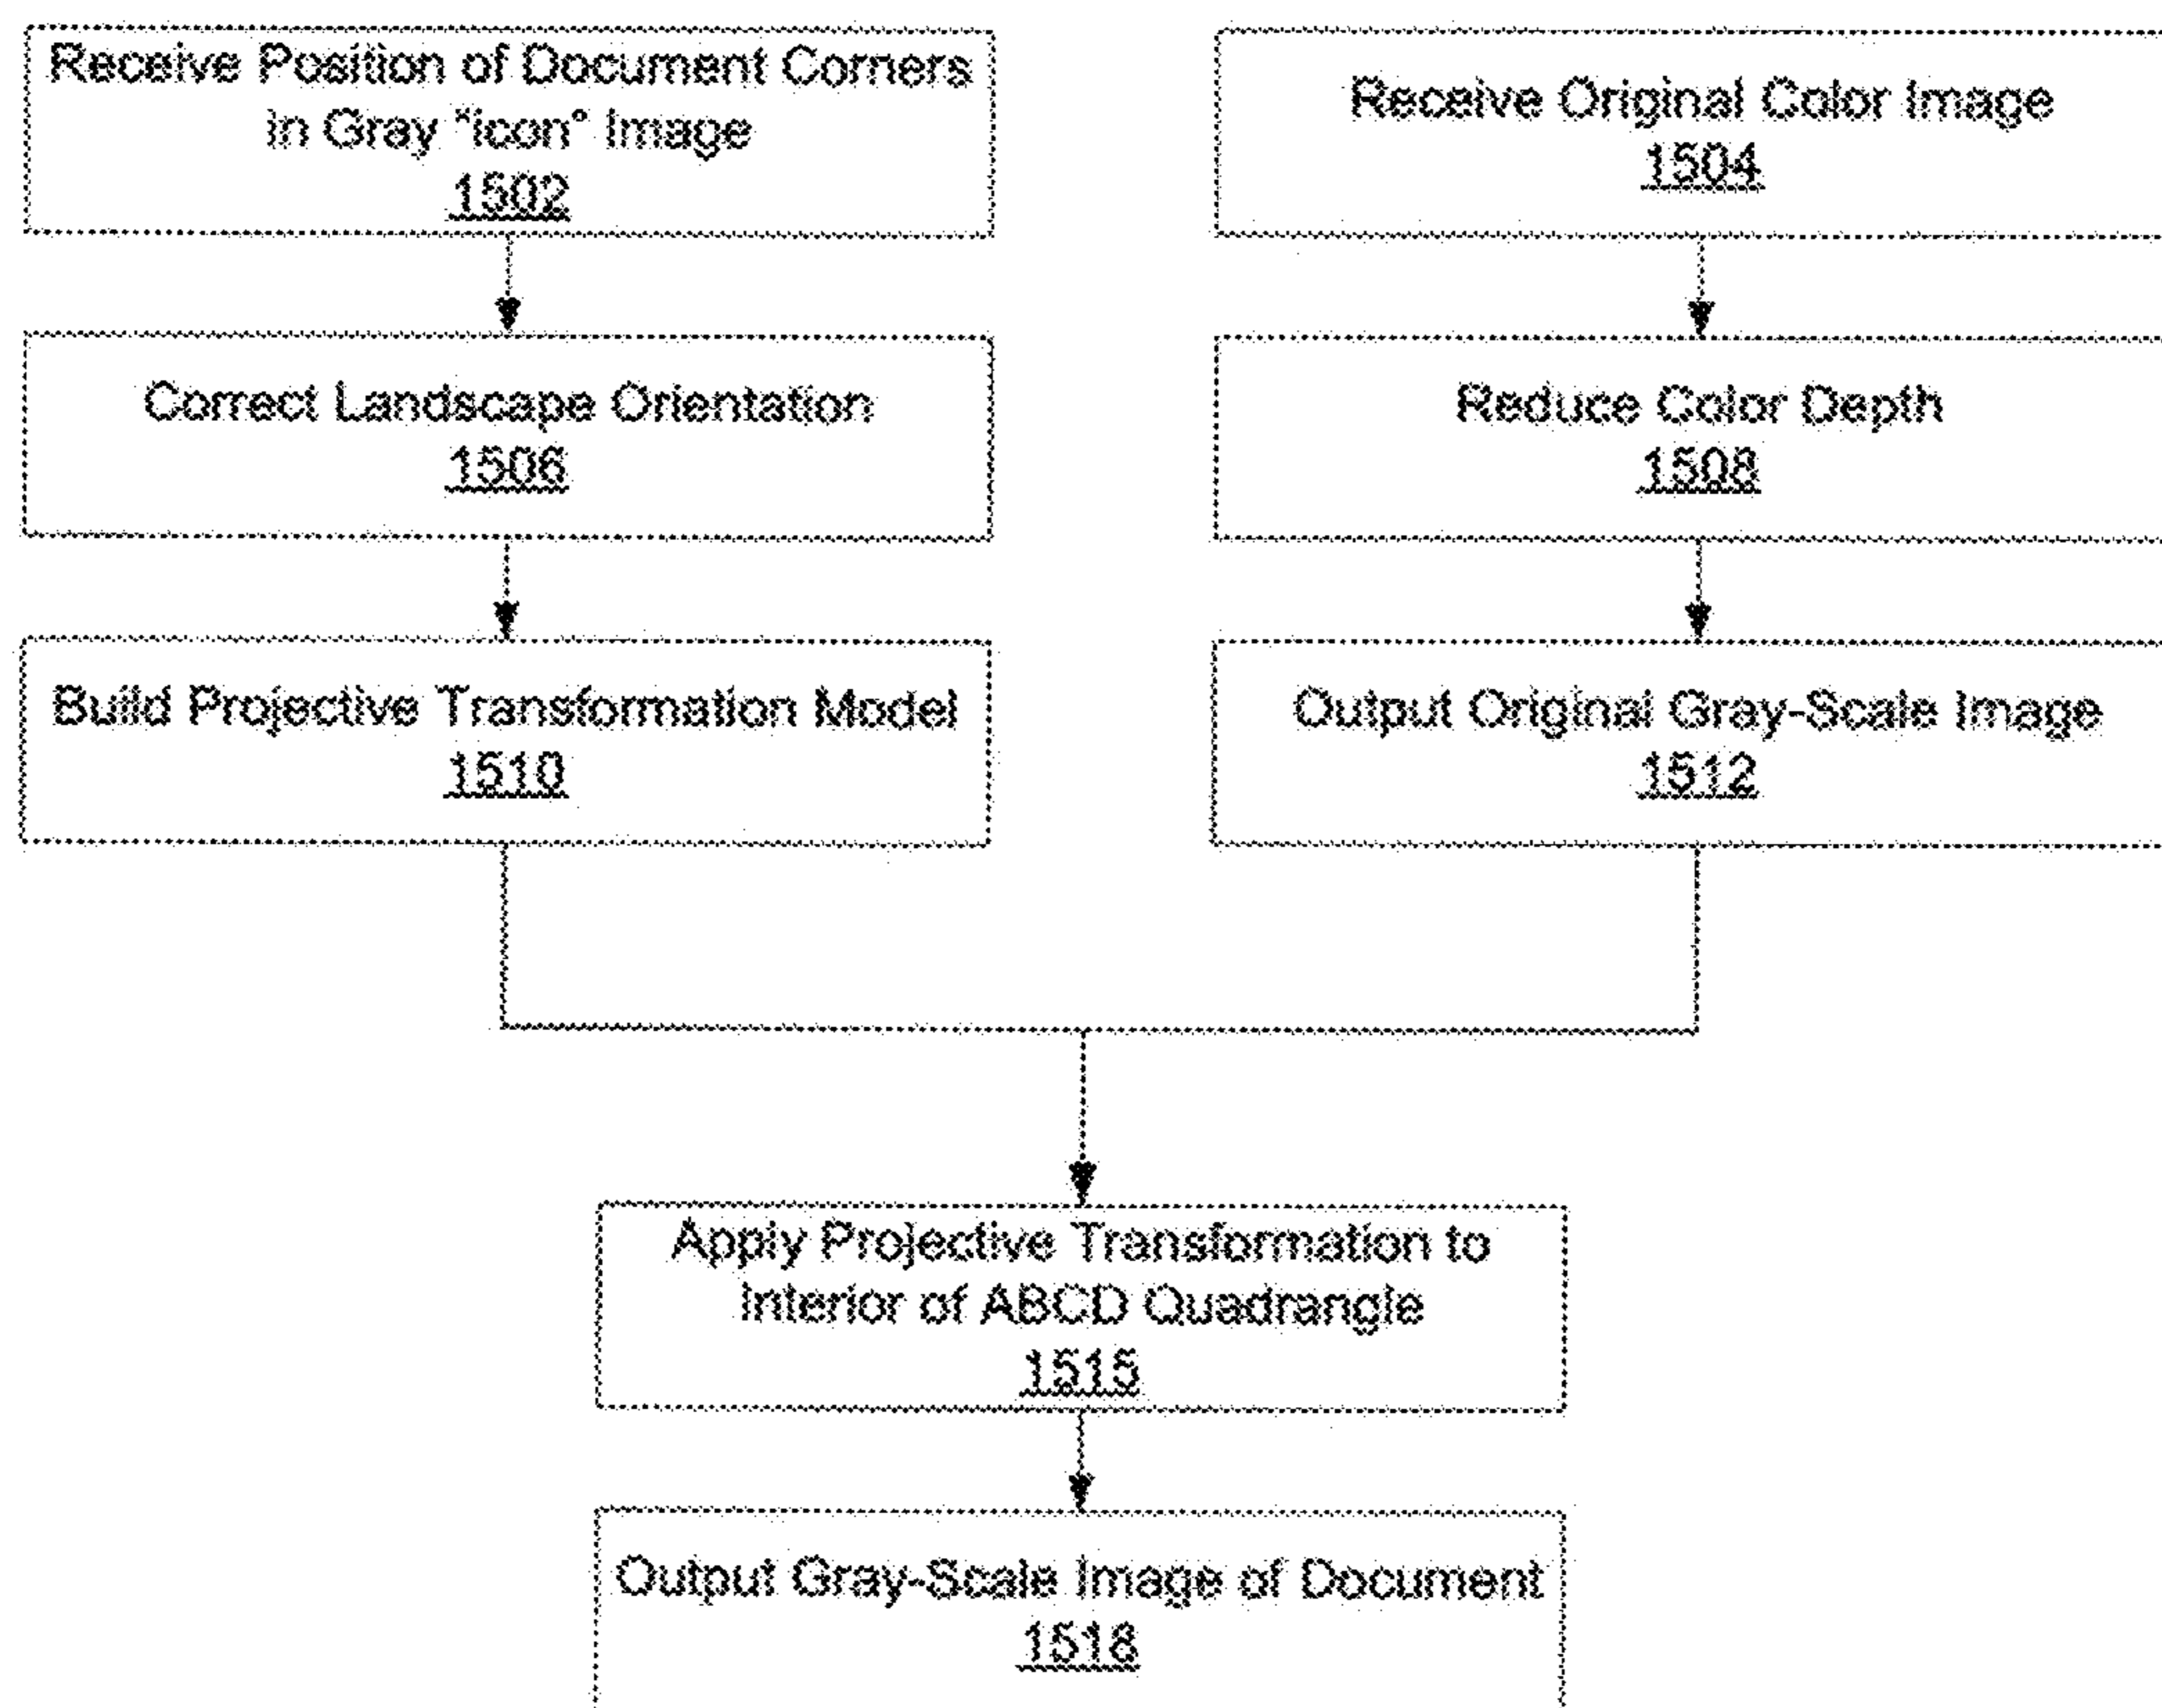 Receive Position of Document Corners
in Gray "icon" Image
1502
Receive Original Color Image
1504
Correct Landscape Orientation
1506
Reduce Color Depth
1508
Build Projective Transformation Model
1510
Output Original Gray-Scale Image
1512
Apply Projective Transformation to
Interior of ABCD Quadrangle
1515
Output Gray-Scale Image of Document
1518